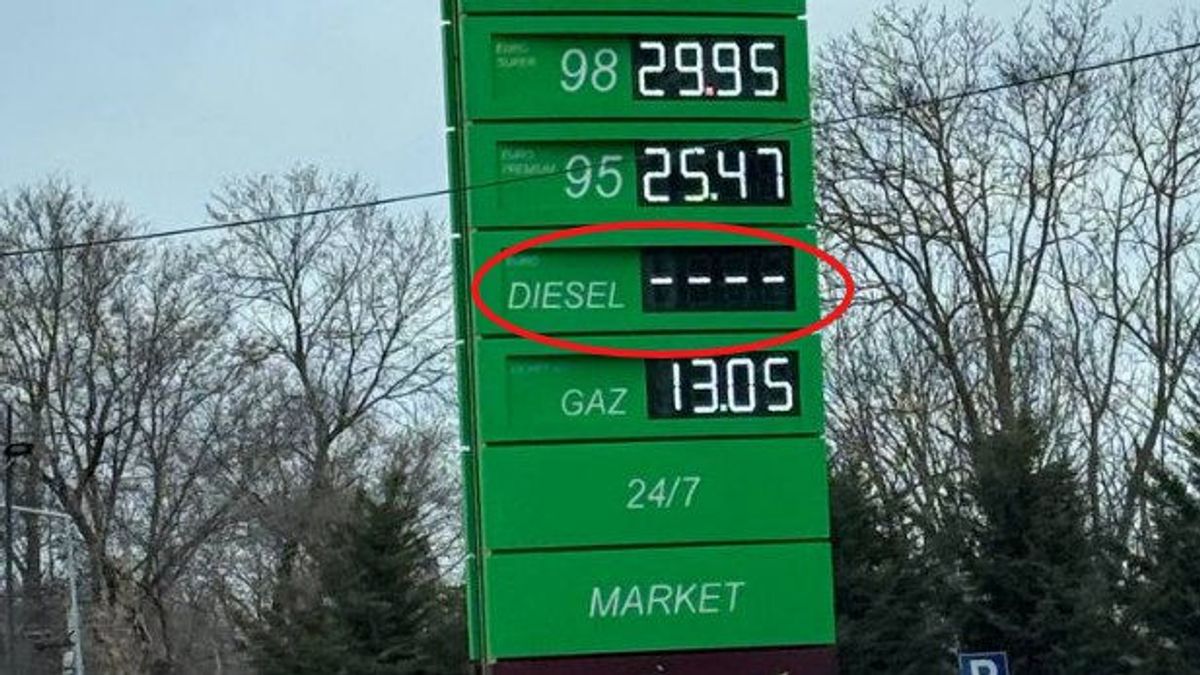 EURO
SUPER
98 29.95
EURO
PREMIUM
95 25.47
EURO
DIESEL ----
GAZ 13.05
24/7
MARKET
P